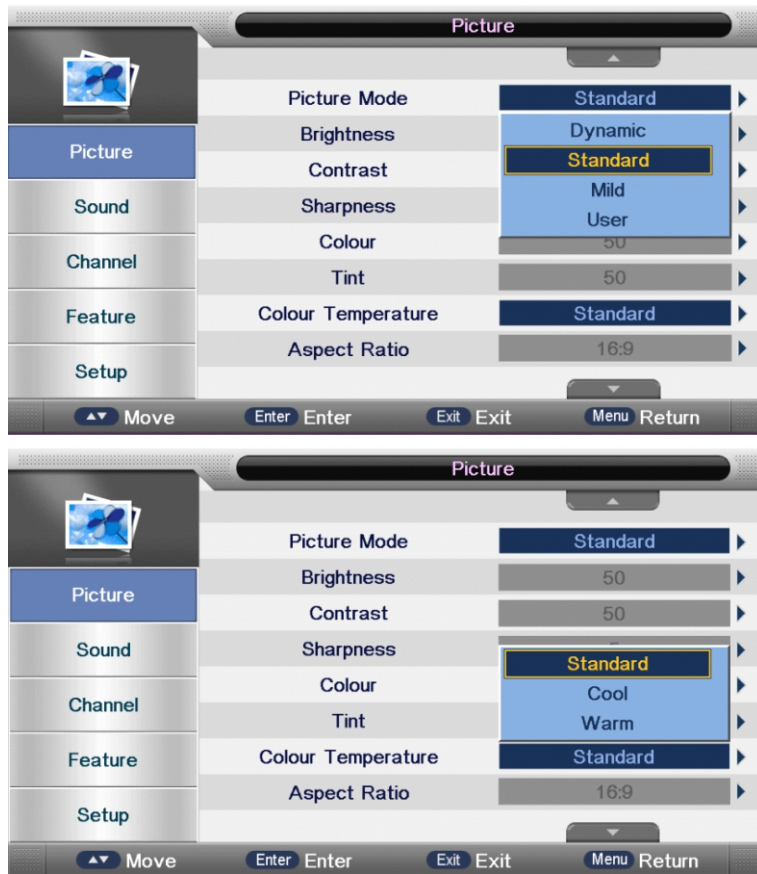 Picture
Picture Mode Standard
Brightness Dynamic
Picture
Contrast Standard
Mild
Sound Sharpness
User
Colour 50
Channel
Tint 50
Feature Colour Temperature Standard
Aspect Ratio 16:9
Setup
Move Enter Enter Exit Exit Menu Return
Picture
Picture Mode Standard
Brightness 50
Picture
Contrast 50
Sound Sharpness
Standard
Colour Cool
Channel
Tint Warm
Feature Colour Temperature Standard
Aspect Ratio 16:9
Setup
Move Enter Enter Exit Exit Menu Return